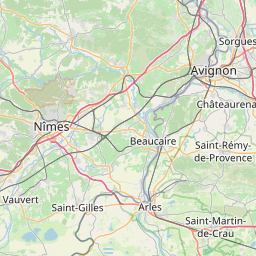 Sorgues
Avignon
Châteaurena
Nîmes
Beaucaire
Saint-Rémy-
de-Provence
Vauvert
Saint-Gilles
Arles
Saint-Martin-
de-Crau